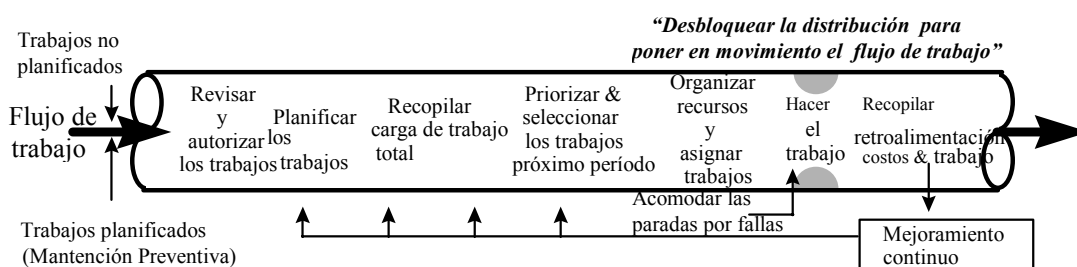 “Desbloquear la distribución para
poner en movimiento el flujo de trabajo”
Trabajos no
planificados
Flujo de
trabajo
Trabajos planificados
(Mantención Preventiva)
Revisar
y
autorizar
los trabajos
Planificar
los
trabajos
Recopilar
carga de trabajo
total
Priorizar &
seleccionar
los trabajos
próximo período
Organizar
recursos
y
asignar
trabajos
Hacer
el
trabajo
Recopilar
retroalimentación
costos & trabajo
Acomodar las
paradas por fallas
Mejoramiento
continuo